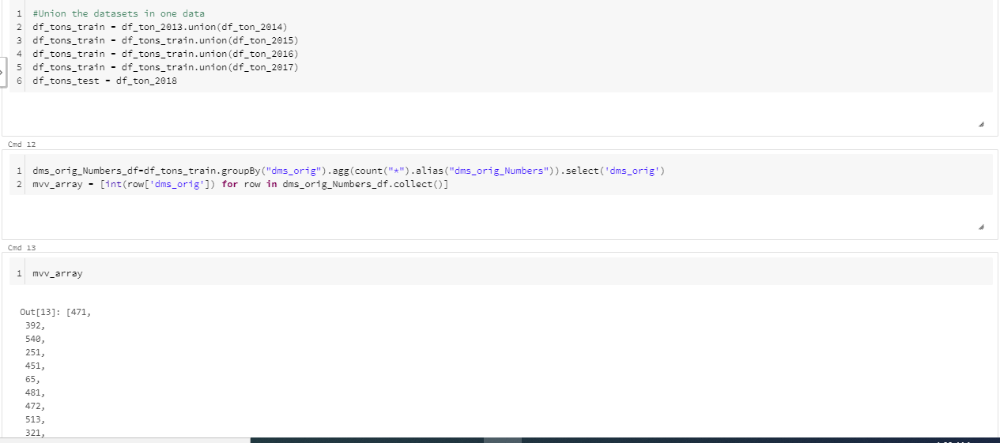 1 #Union the datasets in one data
2 df_tons_train = df_ton_2013.union(df_ton_2014)
3 df_tons_train = df_tons_train.union(df_ton_2015)
4 df_tons_train = df_tons_train.union(df_ton_2016)
5 df_tons_train = df_tons_train.union(df_ton_2017)
6 df_tons_test = df_ton_2018
Cmd 12
1 dms_orig_Numbers_df=df_tons_train.groupBy("dms_orig").agg(count("*").alias("dms_orig_Numbers")).select('dms_orig')
2 mvv_array = [int(row['dms_orig']) for row in dms_orig_Numbers_df.collect()]
Cmd 13
1 mvv_array
Out[13]: [471,
392,
540,
251,
451,
65,
481,
472,
513,
321,